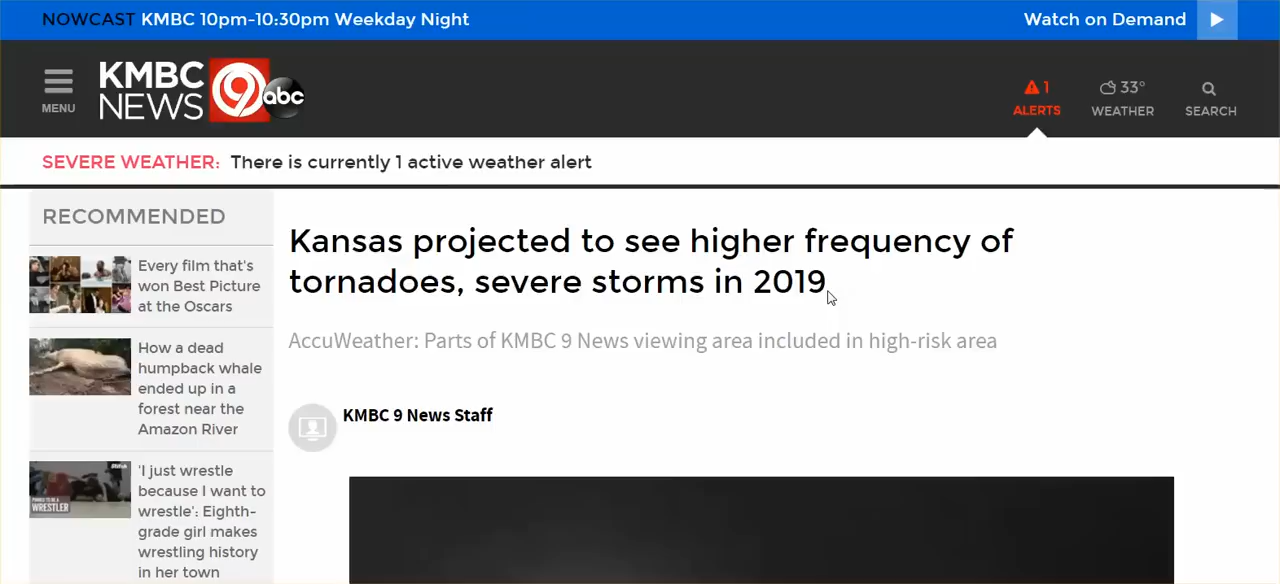 NOWCAST KMBC 10pm-10:30pm Weekday Night
Watch on Demand
MENU
KMBC
NEWS
9
abc
1
ALERTS
33°
WEATHER
SEARCH
SEVERE WEATHER: There is currently 1 active weather alert
RECOMMENDED
Every film that's
won Best Picture
at the Oscars
How a dead
humpback whale
ended up in a
forest near the
Amazon River
'I just wrestle
because I want to
wrestle': Eighth-
grade girl makes
wrestling history
in her town
WRESTLER
Kansas projected to see higher frequency of
tornadoes, severe storms in 2019
AccuWeather: Parts of KMBC 9 News viewing area included in high-risk area
KMBC 9 News Staff